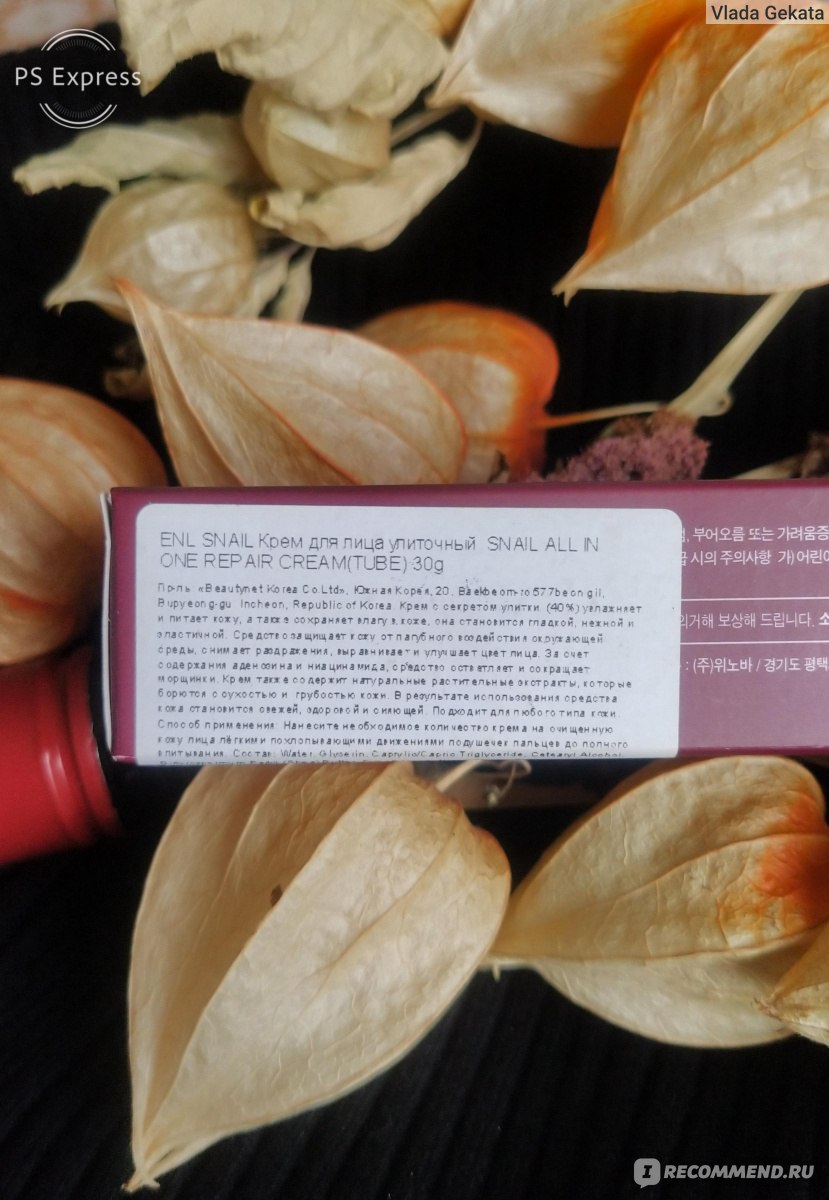 Vlada Gekata
PS Express
ENL SNAIL Крем для лица улиточный SNAIL ALL IN
ONE REPAIR CREAM(TUBE) 30g
Пр-ль: «Beautynet Korea Co.Ltd», Южная Корея, 20, Baekbeom-ro 577beon gil,
Bupyeong-gu Incheon, Republic of Korea. Крем с секретом улитки (40%) увлажняет
и питает кожу, а также сохраняет влагу в коже, она становится гладкой, нежной и
эластичной. Средство защищает кожу от пагубного воздействия окружающей
среды, снимает раздражения, выравнивает и улучшает цвет лица. За счет
содержания аденозина и ниацинамида, средство осветляет и сокращает
морщинки. Крем также содержит натуральные растительные экстракты, которые
борются с сухостью и грубостью кожи. В результате использования средства
кожа становится свежей, здоровой и сияющей. Подходит для любого типа кожи.
Способ применения: Нанесите необходимое количество крема на очищенную
кожу лица лёгкими похлопывающими движениями подушечек пальцев до полного
впитывания. Состав: Water, Glycerin, Caprylic/Capric Triglyceride, Cetearyl Alcohol,
부어오름 또는 가려움증
시의 주의사항 가) 어린이
의거해 보상해 드립니다. 소
: (주)위노바 / 경기도 평택
IRECOMMEND.RU